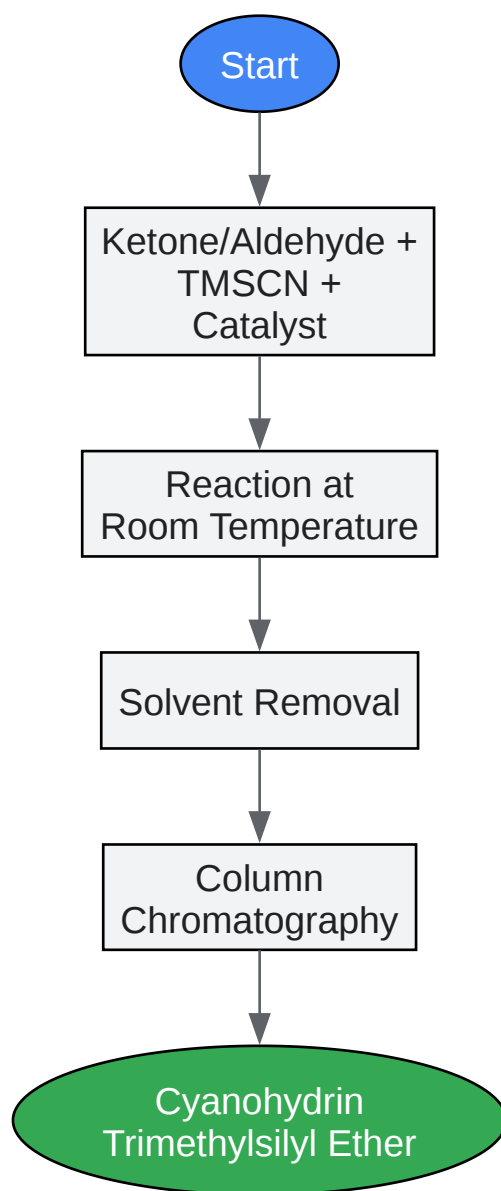 Start
Ketone/Aldehyde +
TMSCN +
Catalyst
Reaction at
Room Temperature
Solvent Removal
Column
Chromatography
Cyanohydrin
Trimethylsilyl Ether